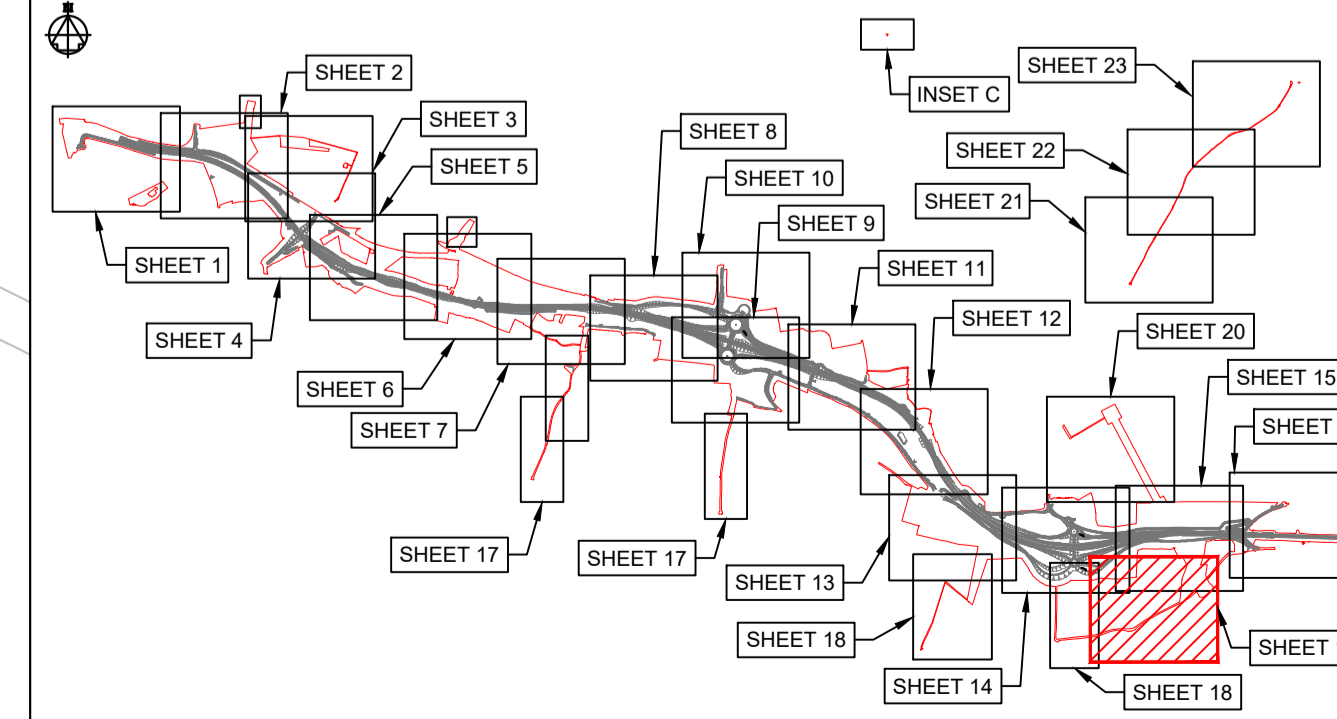 SHEET 2
SHEET 23
INSET C
SHEET 3
SHEET 8
SHEET 22
SHEET 5
SHEET 10
SHEET 21
SHEET 9
SHEET 1
SHEET 11
SHEET 12
SHEET 20
SHEET 4
SHEET 15
SHEET 6
SHEET
SHEET 7
SHEET 17
SHEET 17
SHEET 13
SHEET 18
SHEET
SHEET 14
SHEET 18